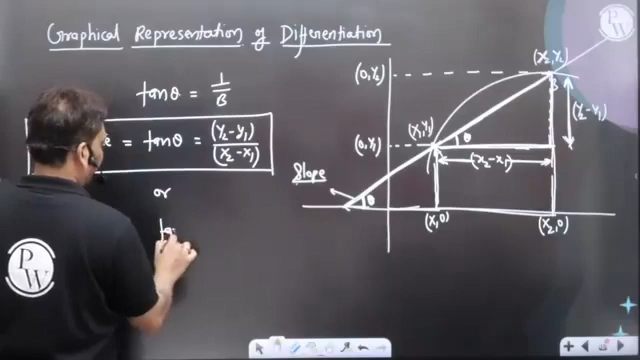 Graphical Representation of Differentiation
tanθ = 1/B
= tanθ = (Y₂-Y₁)/(X₂-X₁)
or
(X₂,Y₂)
(0,Y₂)
B
(Y₂-Y₁)
(X₁,Y₁)
(0,Y₁)
θ
(X₂-X₁)
Slope
θ
(X,0)
(X₂,0)
PW
PW